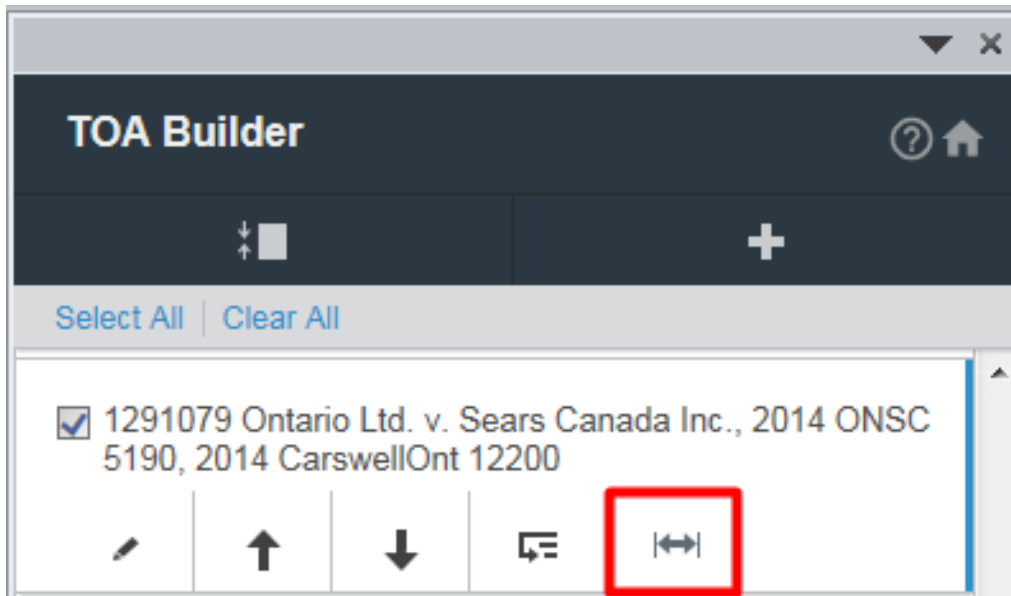 TOA Builder
Select All | Clear All
1291079 Ontario Ltd. v. Sears Canada Inc., 2014 ONSC
5190, 2014 CarswellOnt 12200